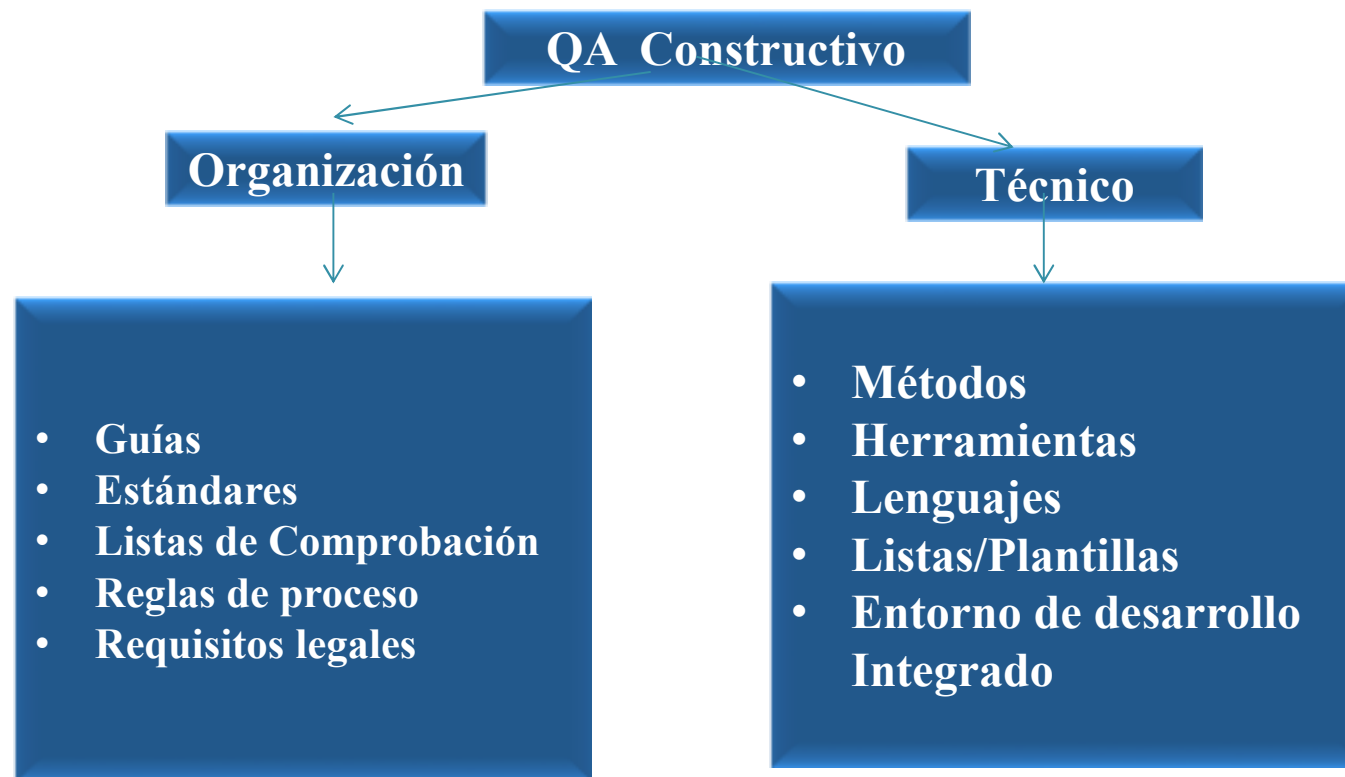 QA Constructivo
Organización
Técnico
• Guías
• Estándares
• Listas de Comprobación
• Reglas de proceso
• Requisitos legales
• Métodos
• Herramientas
• Lenguajes
• Listas/Plantillas
• Entorno de desarrollo
Integrado